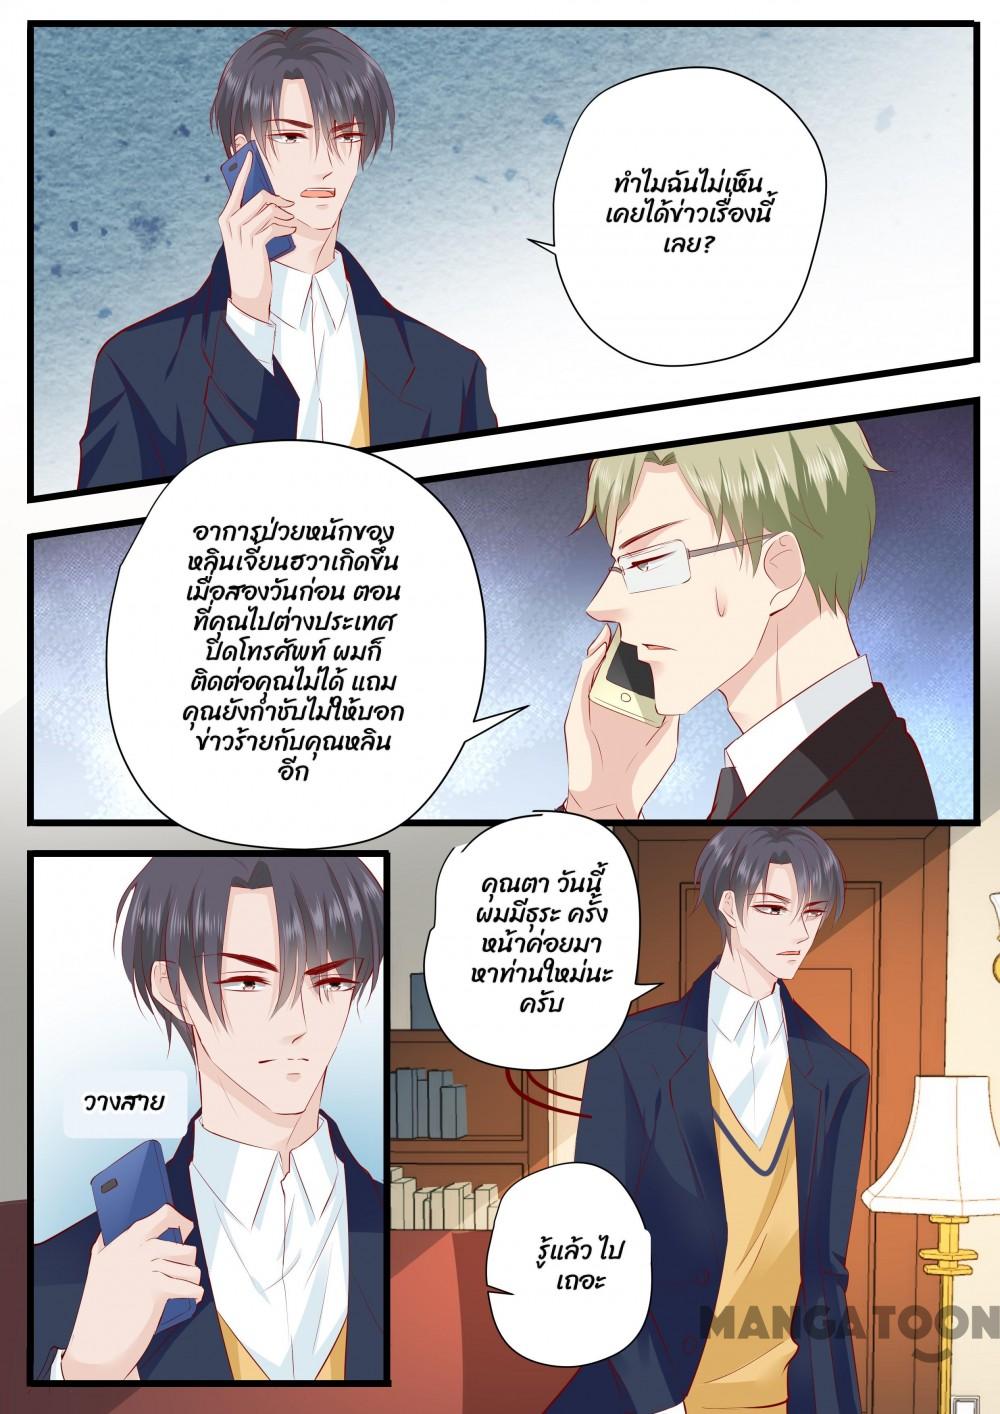 ทำไมฉันไม่เห็น
เคยได้ข่าวเรื่องนี้
เลย?
อาการป่วยหนักของ
หลินเจี้ยนฮวาเกิดขึ้น
เมื่อสองวันก่อน ตอน
ที่คุณไปต่างประเทศ
ปิดโทรศัพท์ ผมก็
ติดต่อคุณไม่ได้ แถม
คุณยังกำชับไม่ให้บอก
ข่าวร้ายกับคุณหลิน
อีก
คุณตา วันนี้
ผมมีธุระ ครั้ง
หน้าค่อยมา
หาท่านใหม่นะ
ครับ
วางสาย
รู้แล้ว ไป
เถอะ
MANGATOON